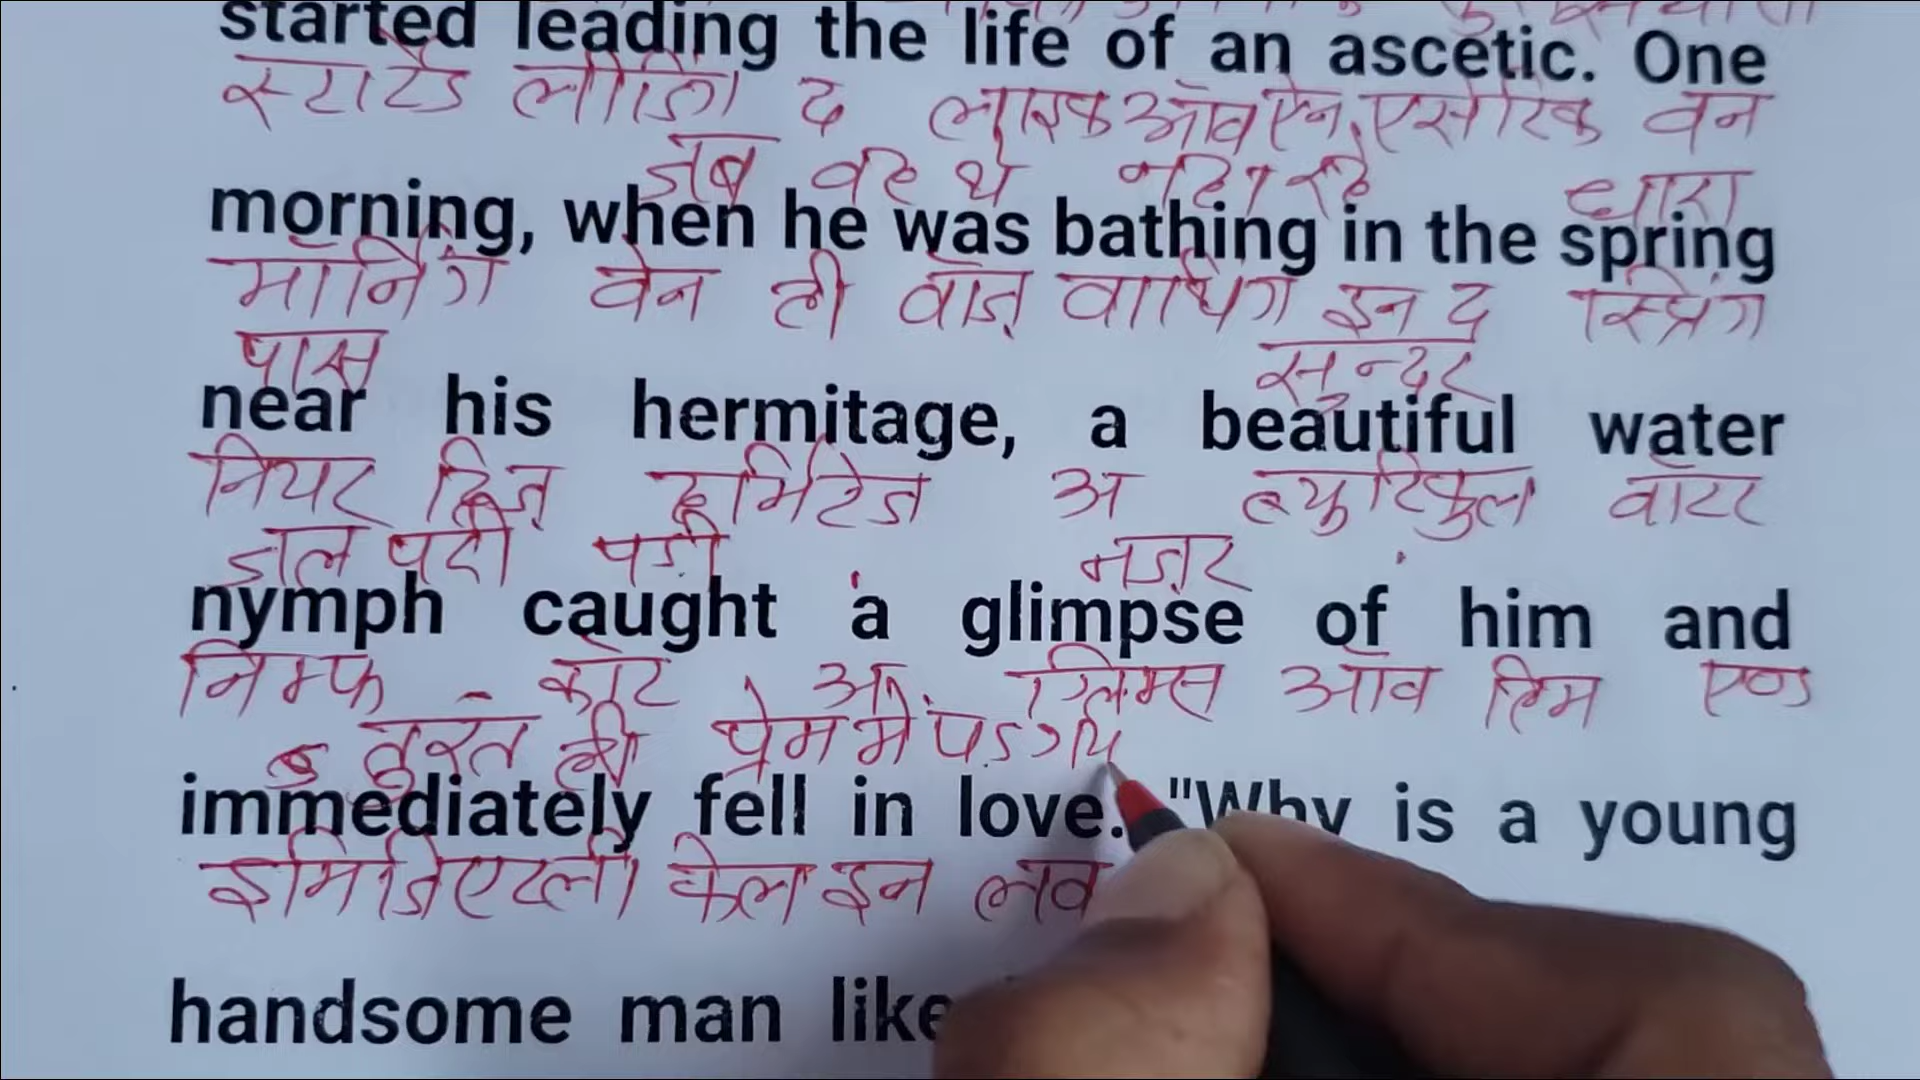 started leading the life of an ascetic. One
स्टार्टेड लीडिंग द लाइफ ऑव ऐन एसेटिक वन
जब वह थे नहा रहे धारा
morning, when he was bathing in the spring
मॉर्निंग वेन ही वॉज़ बाथिंग इन द स्प्रिंग
पास सुन्दर
near his hermitage, a beautiful water
नियर हिज़ हर्मिटेज अ ब्युटिफुल वॉटर
जल परी पड़ी नज़र
nymph caught a glimpse of him and
निम्फ कॉट अ ग्लिम्प्स ऑव हिम एण्ड
तुरंत ही प्रेम में पड़ गयि
immediately fell in love. "Why is a young
इमिजिएटली फेल इन लव
handsome man like